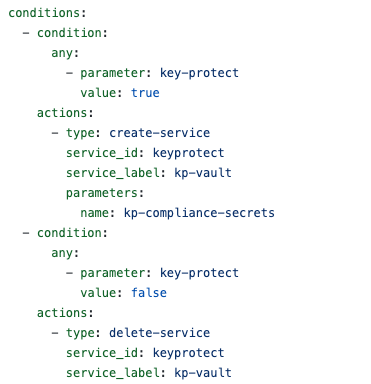 conditions:
  - condition:
      any:
        - parameter: key-protect
          value: true
    actions:
      - type: create-service
        service_id: keyprotect
        service_label: kp-vault
        parameters:
          name: kp-compliance-secrets
  - condition:
      any:
        - parameter: key-protect
          value: false
    actions:
      - type: delete-service
        service_id: keyprotect
        service_label: kp-vault